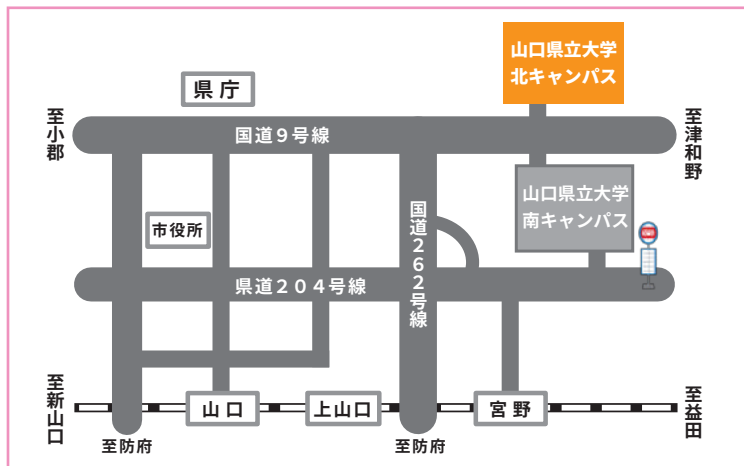 山口県立大学
北キャンパス
県庁
至小郡
国道9号線
至津和野
山口県立大学
南キャンパス
市役所
国道262号線
県道204号線
至新山口
山口
上山口
宮野
至益田
至防府
至防府